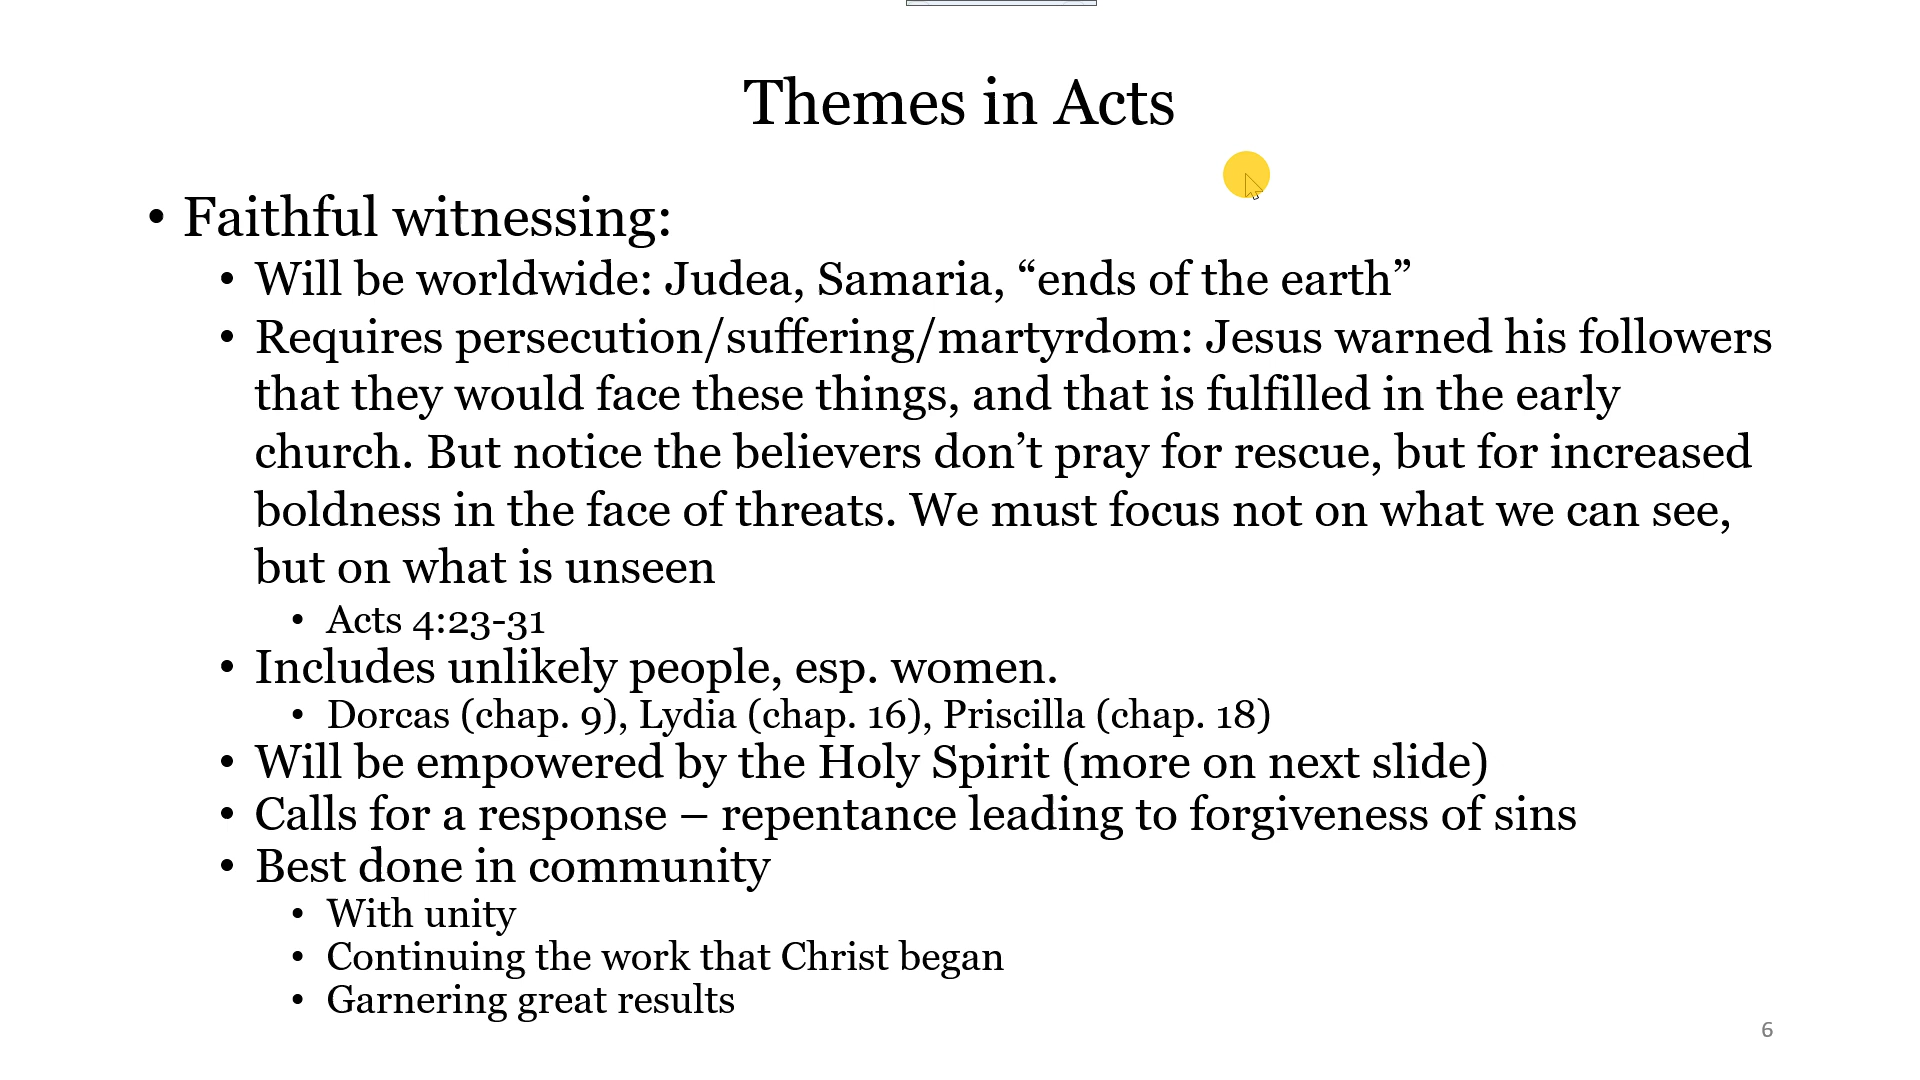 Themes in Acts
• Faithful witnessing:
• Will be worldwide: Judea, Samaria, “ends of the earth”
• Requires persecution/suffering/martyrdom: Jesus warned his followers
that they would face these things, and that is fulfilled in the early
church. But notice the believers don’t pray for rescue, but for increased
boldness in the face of threats. We must focus not on what we can see,
but on what is unseen
• Acts 4:23-31
• Includes unlikely people, esp. women.
• Dorcas (chap. 9), Lydia (chap. 16), Priscilla (chap. 18)
• Will be empowered by the Holy Spirit (more on next slide)
• Calls for a response – repentance leading to forgiveness of sins
• Best done in community
• With unity
• Continuing the work that Christ began
• Garnering great results
6